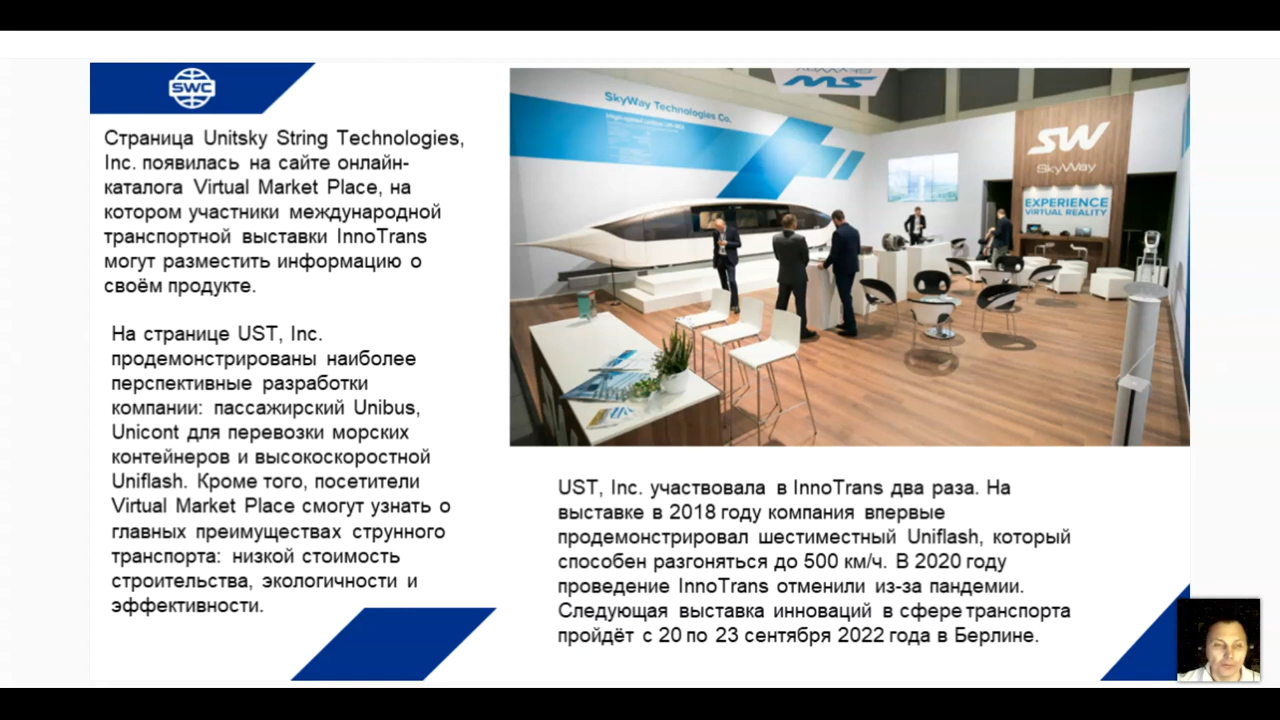 SWC
Страница Unitsky String Technologies,
Inc. появилась на сайте онлайн-
каталога Virtual Market Place, на
котором участники международной
транспортной выставки InnoTrans
могут разместить информацию о
своём продукте.
На странице UST, Inc.
продемонстрированы наиболее
перспективные разработки
компании: пассажирский Unibus,
Unicont для перевозки морских
контейнеров и высокоскоростной
Uniflash. Кроме того, посетители
Virtual Market Place смогут узнать о
главных преимуществах струнного
транспорта: низкой стоимость
строительства, экологичности и
эффективности.
SkyWay Technologies Co.
SW
SkyWay
EXPERIENCE
VIRTUAL REALITY
UST, Inc. участвовала в InnoTrans два раза. На
выставке в 2018 году компания впервые
продемонстрировал шестиместный Uniflash, который
способен разгоняться до 500 км/ч. В 2020 году
проведение InnoTrans отменили из-за пандемии.
Следующая выставка инноваций в сфере транспорта
пройдёт с 20 по 23 сентября 2022 года в Берлине.